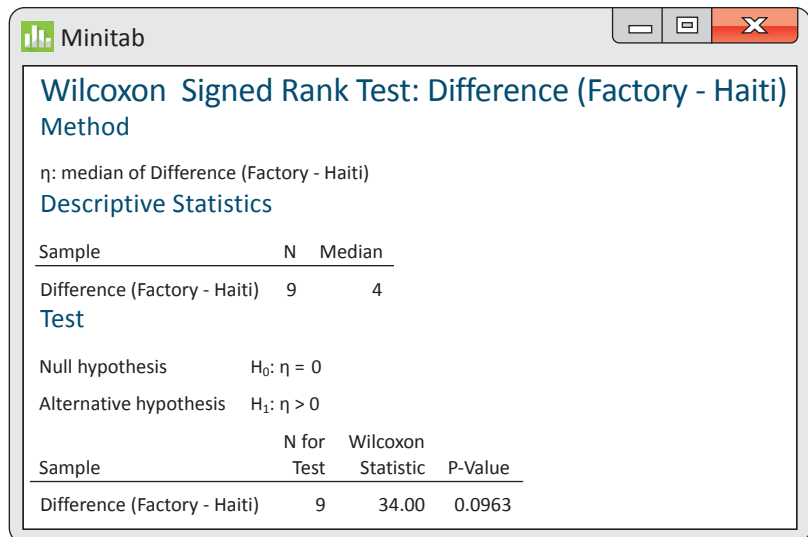 Minitab
Wilcoxon Signed Rank Test: Difference (Factory - Haiti)
Method
η: median of Difference (Factory - Haiti)
Descriptive Statistics
Sample N Median
Difference (Factory - Haiti) 9 4
Test
Null hypothesis H₀: η = 0
Alternative hypothesis H₁: η > 0
N for Wilcoxon
Sample Test Statistic P-Value
Difference (Factory - Haiti) 9 34.00 0.0963